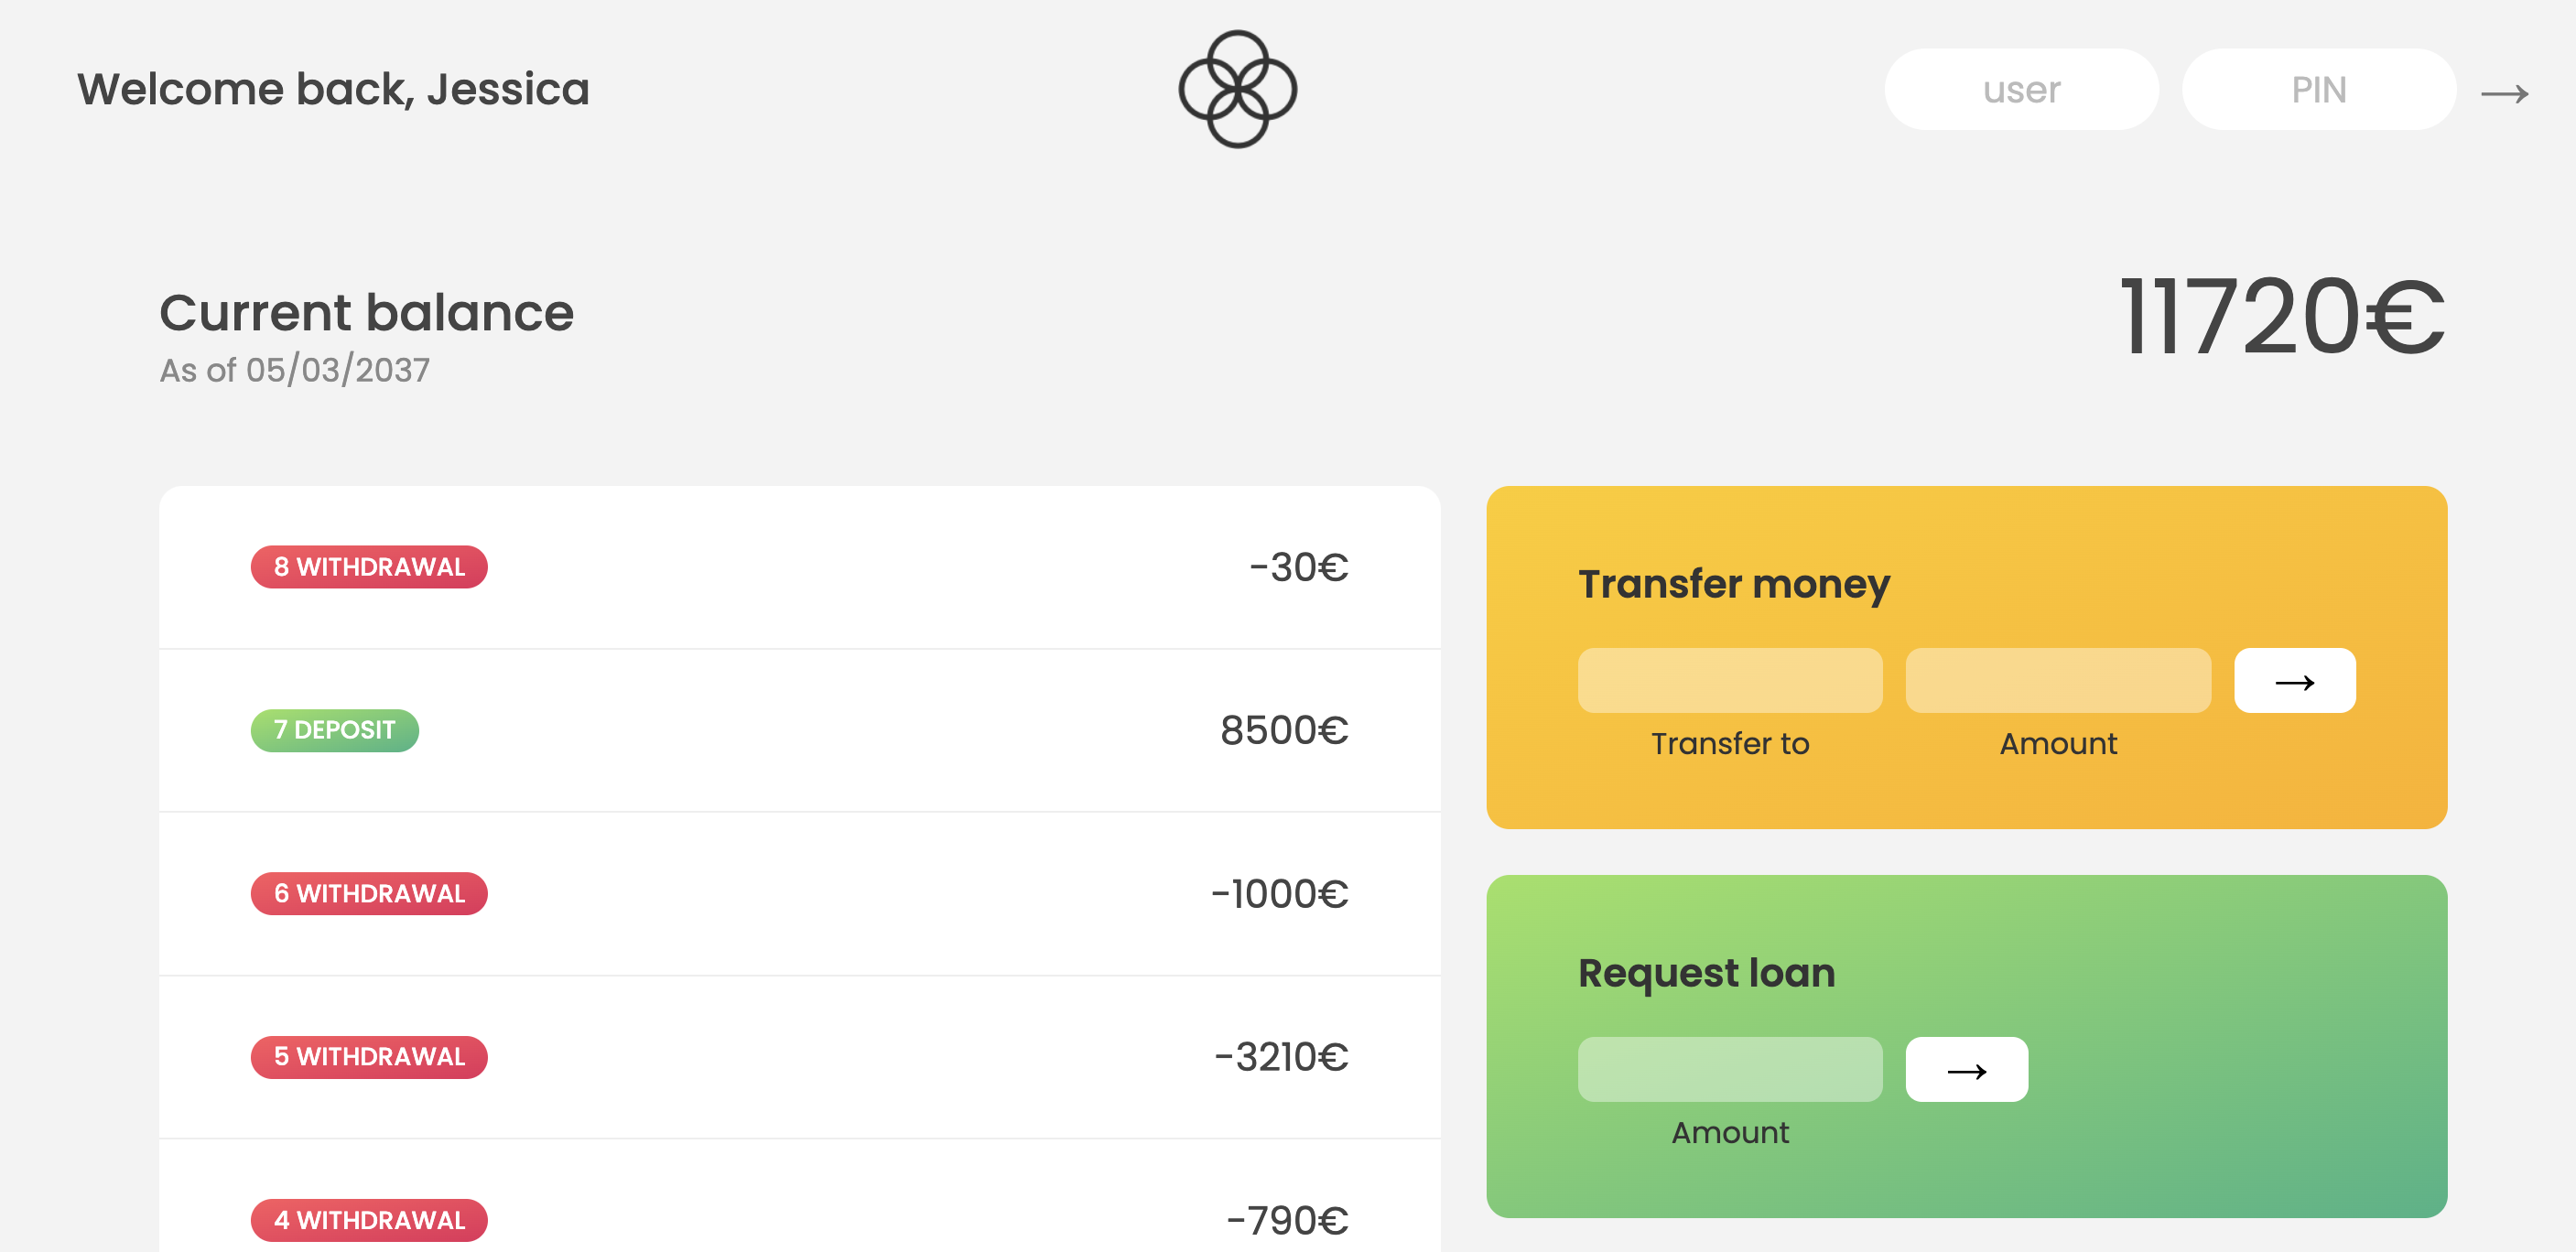 Welcome back, Jessica
user
PIN
→
Current balance
As of 05/03/2037
11720€
8 WITHDRAWAL
-30€
7 DEPOSIT
8500€
6 WITHDRAWAL
-1000€
5 WITHDRAWAL
-3210€
4 WITHDRAWAL
-790€
Transfer money
→
Transfer to
Amount
Request loan
→
Amount